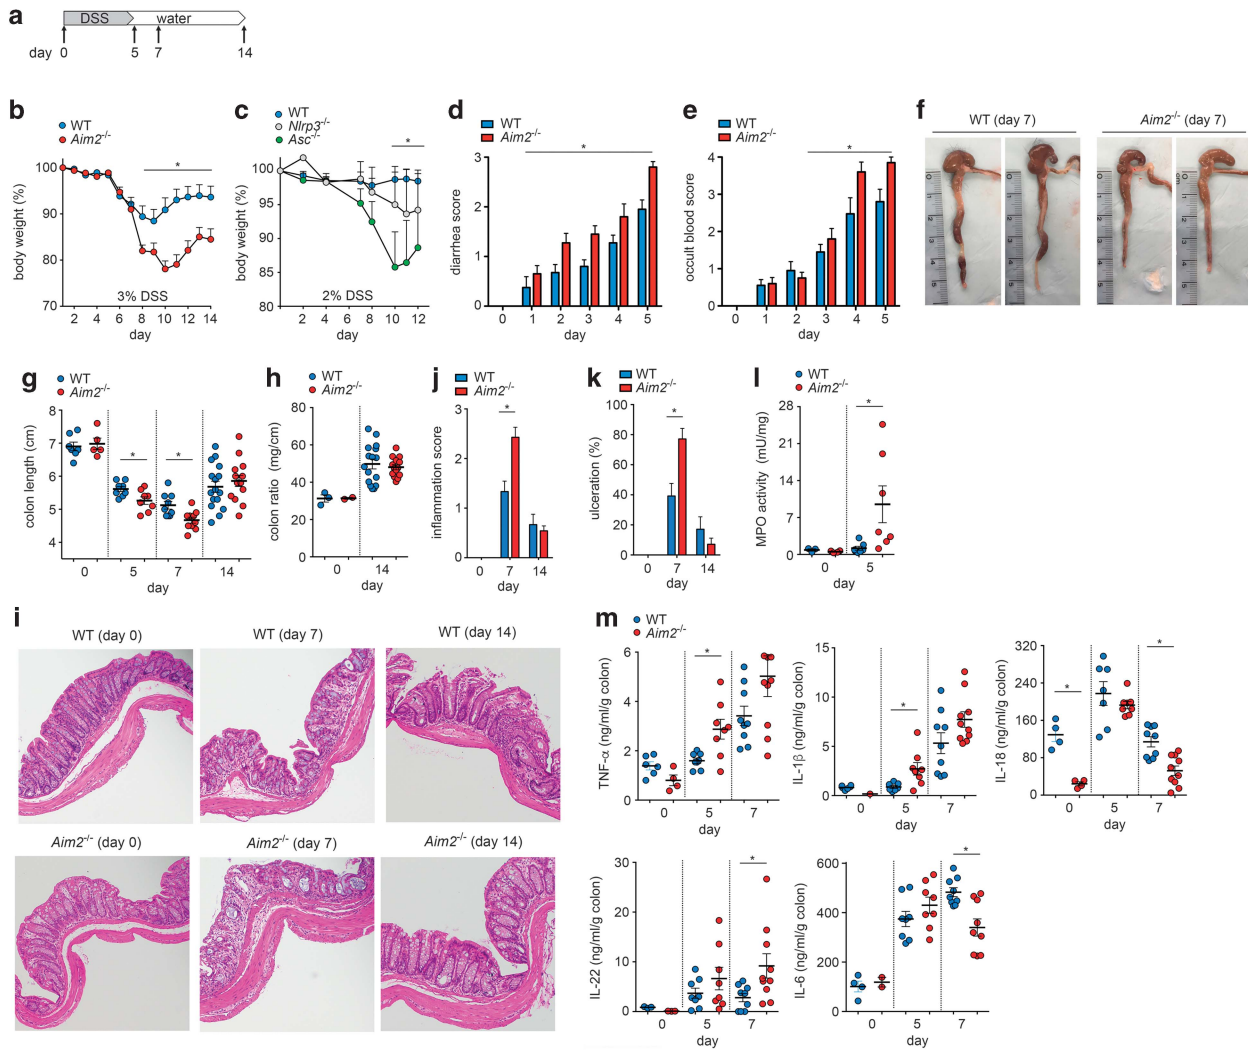 a
DSS water
day 0 5 7 14
b
WT
Aim2-/-
*
body weight (%)
100
90
80
70
3% DSS
2 4 6 8 10 12 14
day
c
WT
Nlrp3-/-
Asc-/-
*
body weight (%)
100
95
90
85
80
2% DSS
2 4 6 8 10 12
day
d
WT
Aim2-/-
*
diarrhea score
3
2
1
0
0 1 2 3 4 5
day
e
WT
Aim2-/-
*
occult blood score
4
3
2
1
0
0 1 2 3 4 5
day
f
WT (day 7) Aim2-/- (day 7)
g
WT
Aim2-/-
* *
colon length (cm)
8
7
6
5
4
0 5 7 14
day
h
WT
Aim2-/-
colon ratio (mg/cm)
80
60
40
20
0
0 14
day
j
WT
Aim2-/-
*
inflammation score
3
2
1
0
0 7 14
day
k
WT
Aim2-/-
*
ulceration (%)
100
80
60
40
20
0
0 7 14
day
l
WT
Aim2-/-
*
MPO activity (mU/mg)
28
21
14
7
0
0 5
day
i
WT (day 0) WT (day 7) WT (day 14)
Aim2-/- (day 0) Aim2-/- (day 7) Aim2-/- (day 14)
m
WT
Aim2-/-
*
TNF-α (ng/ml/g colon)
6
4
2
0
0 5 7
day
*
IL-1β (ng/ml/g colon)
15
10
5
0
0 5 7
day
* *
IL-18 (ng/ml/g colon)
320
240
160
80
0
0 5 7
day
*
IL-22 (ng/ml/g colon)
30
20
10
0
0 5 7
day
*
IL-6 (ng/ml/g colon)
600
400
200
0
0 5 7
day